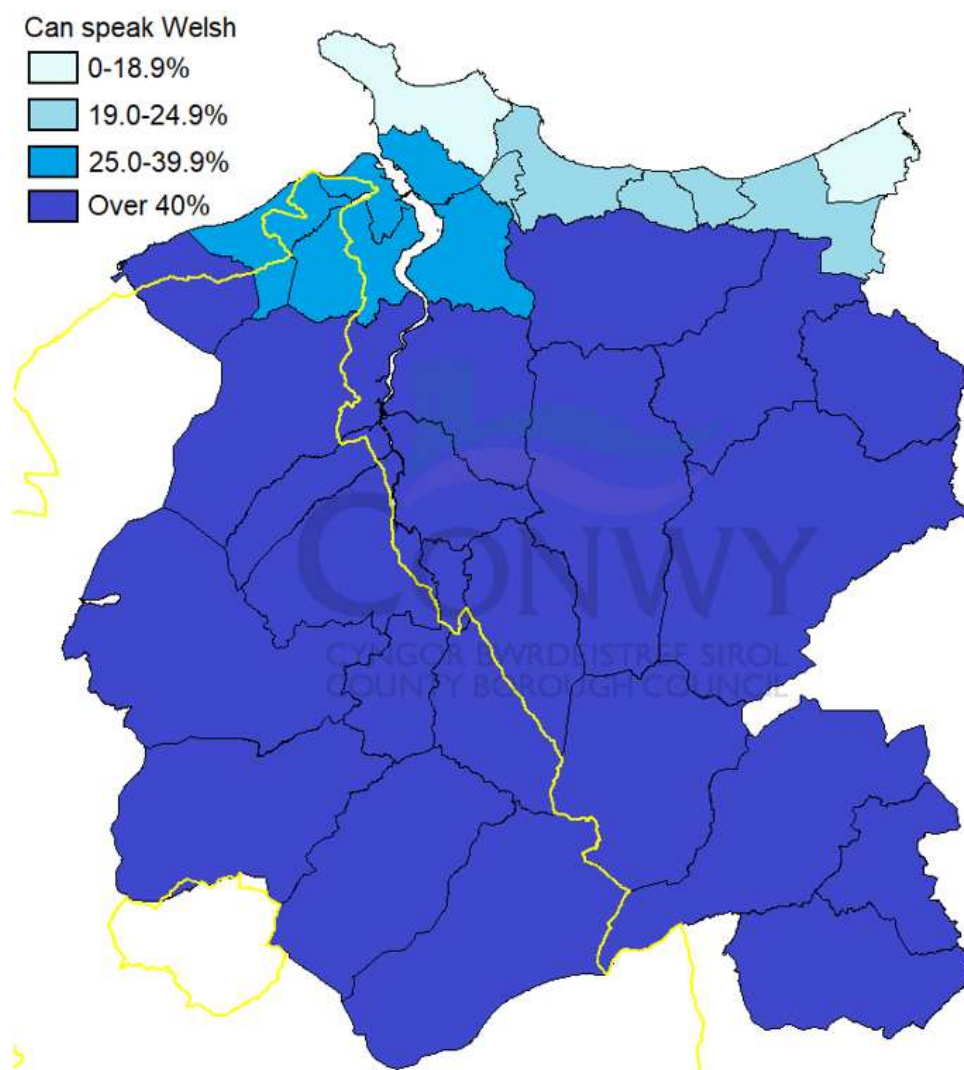 Can speak Welsh
0-18.9%
19.0-24.9%
25.0-39.9%
Over 40%
CONWY
CYNGOR BWRDEISTREF SIROL
COUNTY BOROUGH COUNCIL